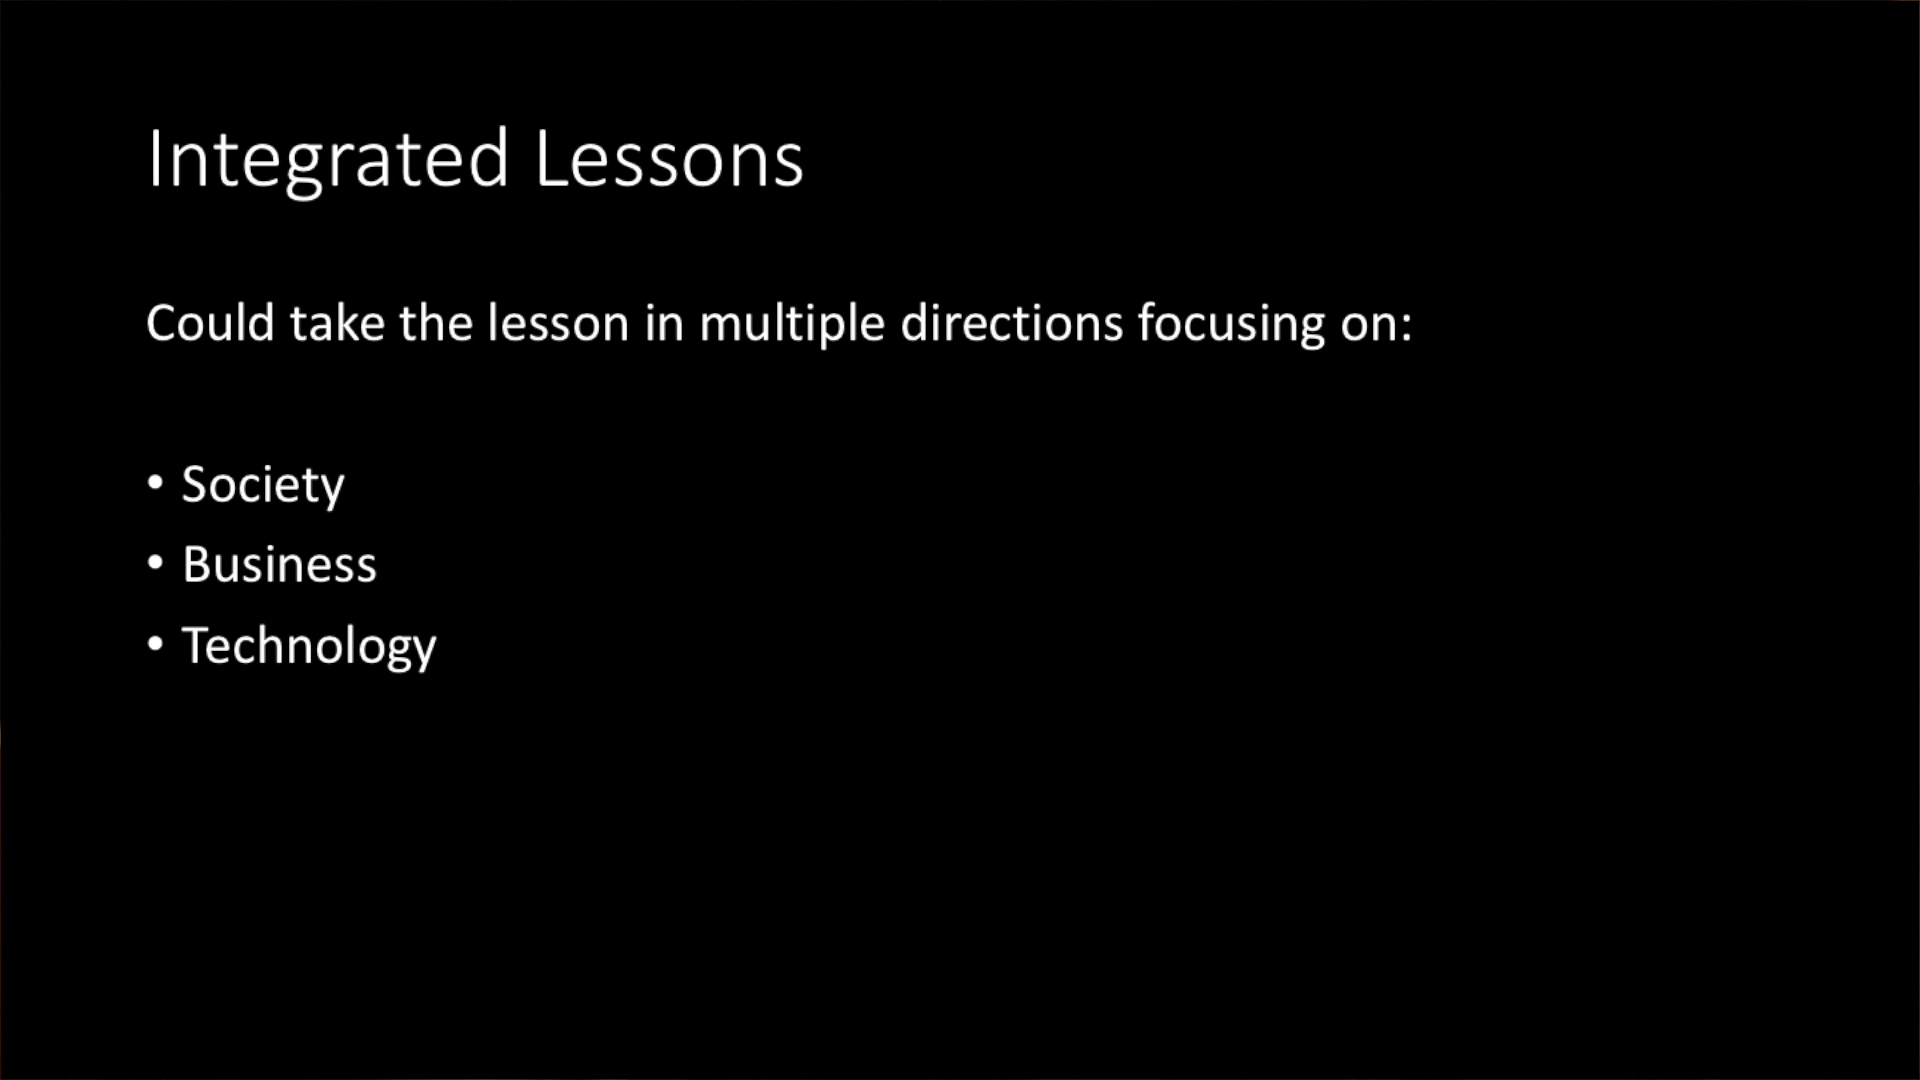 Integrated Lessons
Could take the lesson in multiple directions focusing on:
• Society
• Business
• Technology